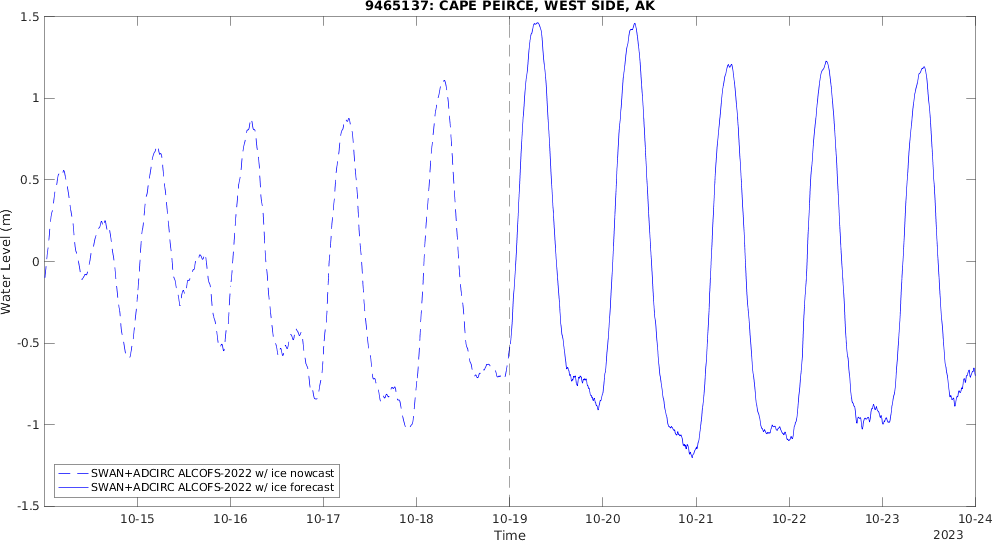 9465137: CAPE PEIRCE, WEST SIDE, AK
1.5
1
0.5
0
-0.5
-1
-1.5
Water Level (m)
SWAN+ADCIRC ALCOFS-2022 w/ ice nowcast
SWAN+ADCIRC ALCOFS-2022 w/ ice forecast
10-15 10-16 10-17 10-18 10-19 10-20 10-21 10-22 10-23 10-24
Time
2023